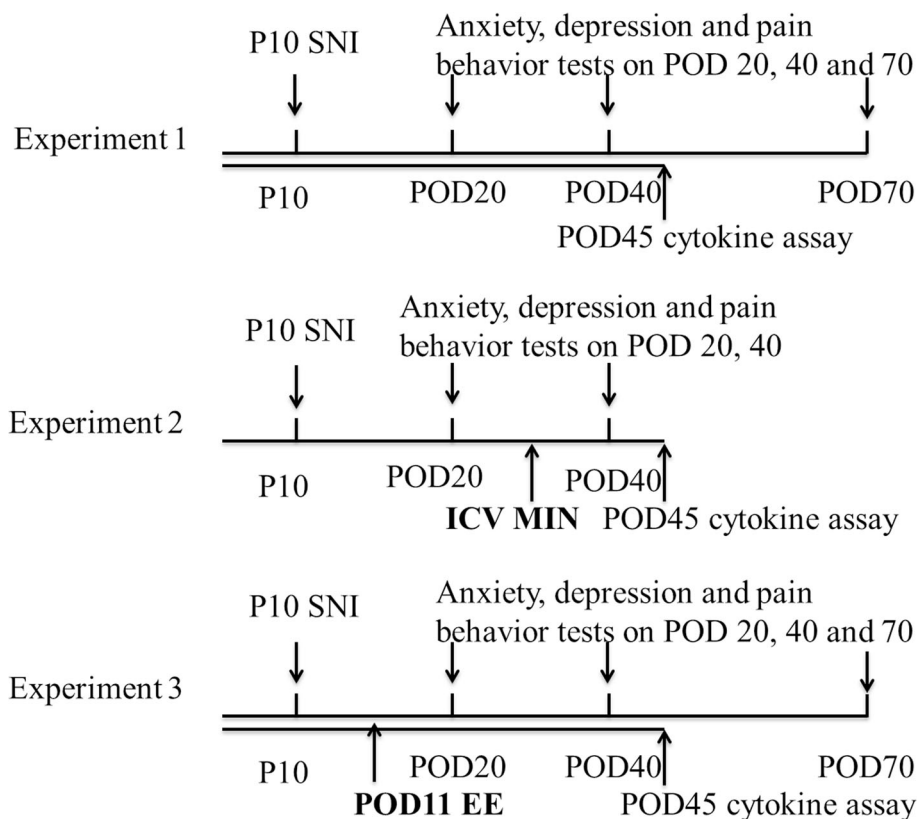 P10 SNI
Anxiety, depression and pain
behavior tests on POD 20, 40 and 70
Experiment 1
P10
POD20
POD40
POD70
POD45 cytokine assay
P10 SNI
Anxiety, depression and pain
behavior tests on POD 20, 40
Experiment 2
P10
POD20
POD40
ICV MIN
POD45 cytokine assay
P10 SNI
Anxiety, depression and pain
behavior tests on POD 20, 40 and 70
Experiment 3
P10
POD20
POD40
POD70
POD11 EE
POD45 cytokine assay